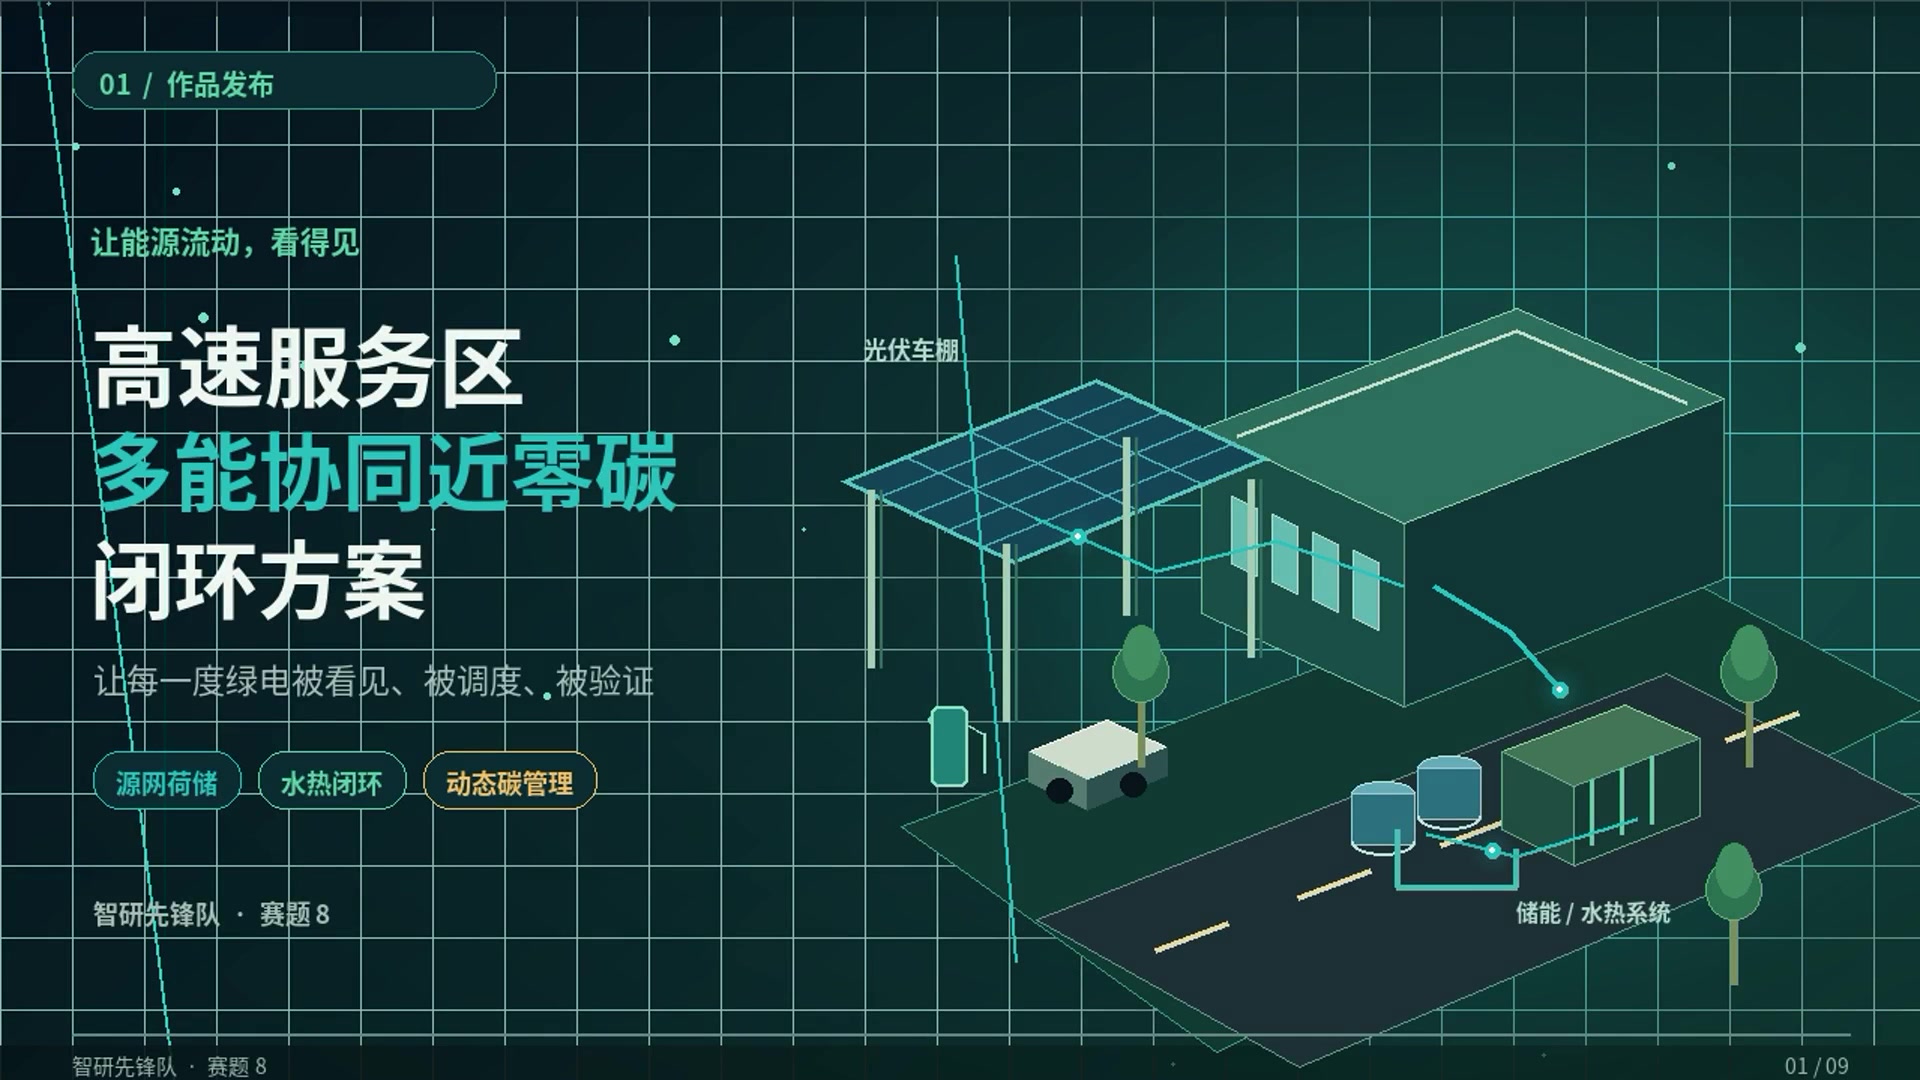 01 / 作品发布
让能源流动，看得见
高速服务区
多能协同近零碳
闭环方案
让每一度绿电被看见、被调度、被验证
源网荷储
水热闭环
动态碳管理
智研先锋队 · 赛题 8
光伏车棚
储能 / 水热系统
智研先锋队 · 赛题 8
01 / 09